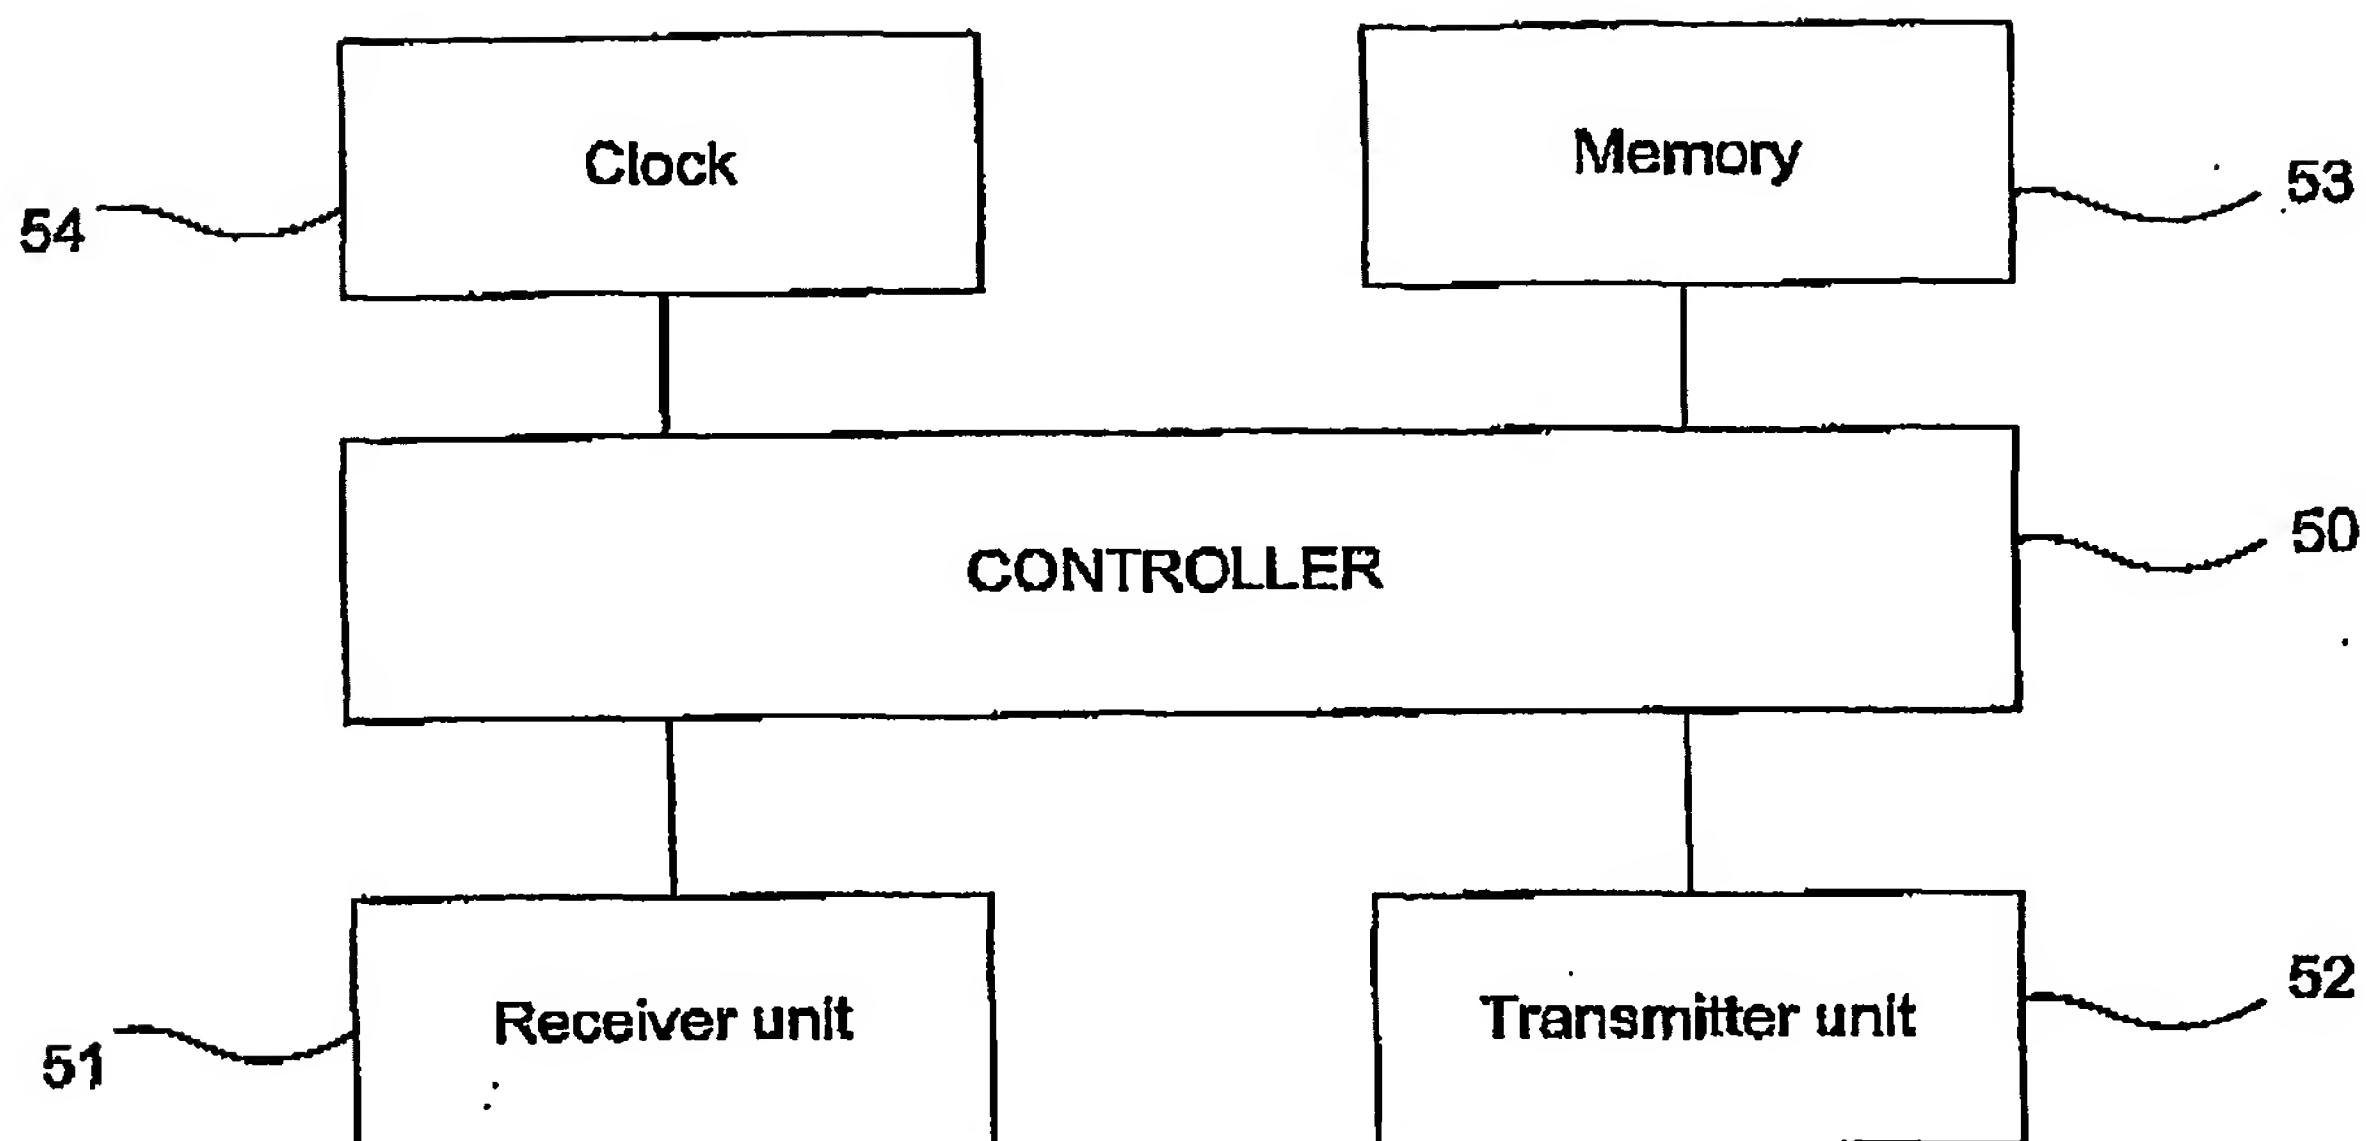 Clock
Memory
53
54
CONTROLLER
50
Receiver unit
Transmitter unit
52
51